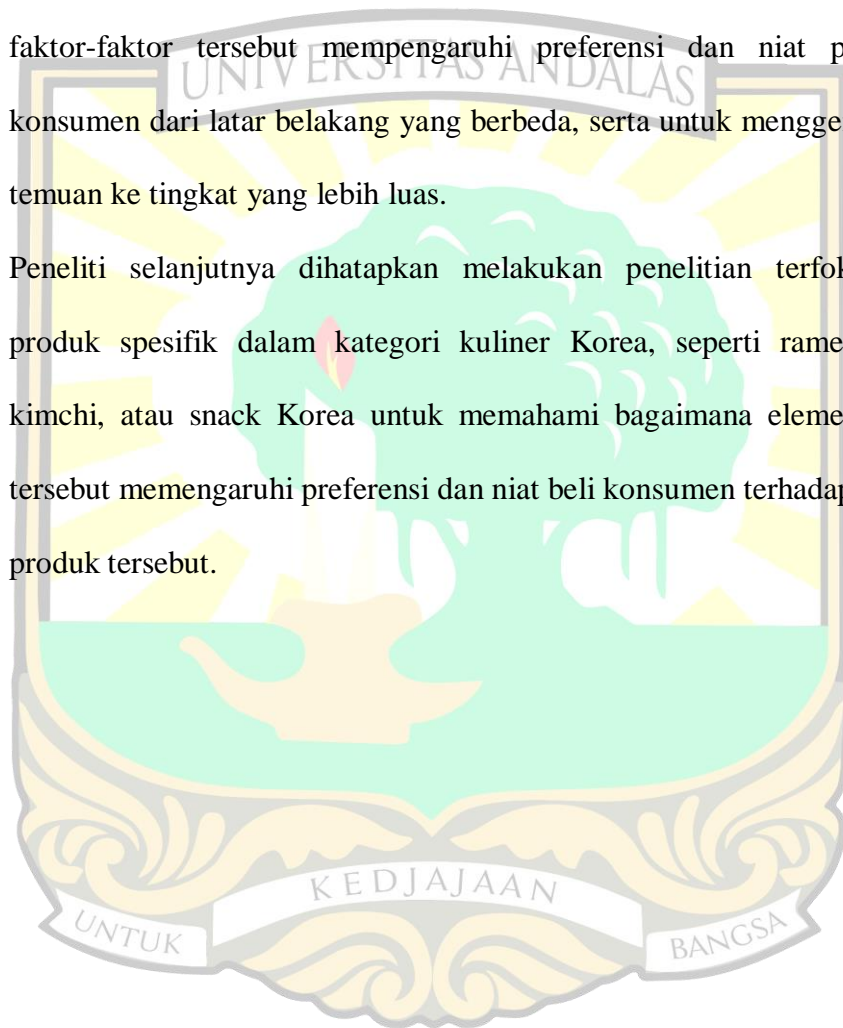 faktor-faktor tersebut mempengaruhi preferensi dan niat p
UNIVERSITAS ANDALAS
konsumen dari latar belakang yang berbeda, serta untuk mengge
temuan ke tingkat yang lebih luas.
Peneliti selanjutnya dihatapkan melakukan penelitian terfok
produk spesifik dalam kategori kuliner Korea, seperti rame
kimchi, atau snack Korea untuk memahami bagaimana eleme
tersebut memengaruhi preferensi dan niat beli konsumen terhadap
produk tersebut.
UNTUK KEDJAJAAN BANGSA